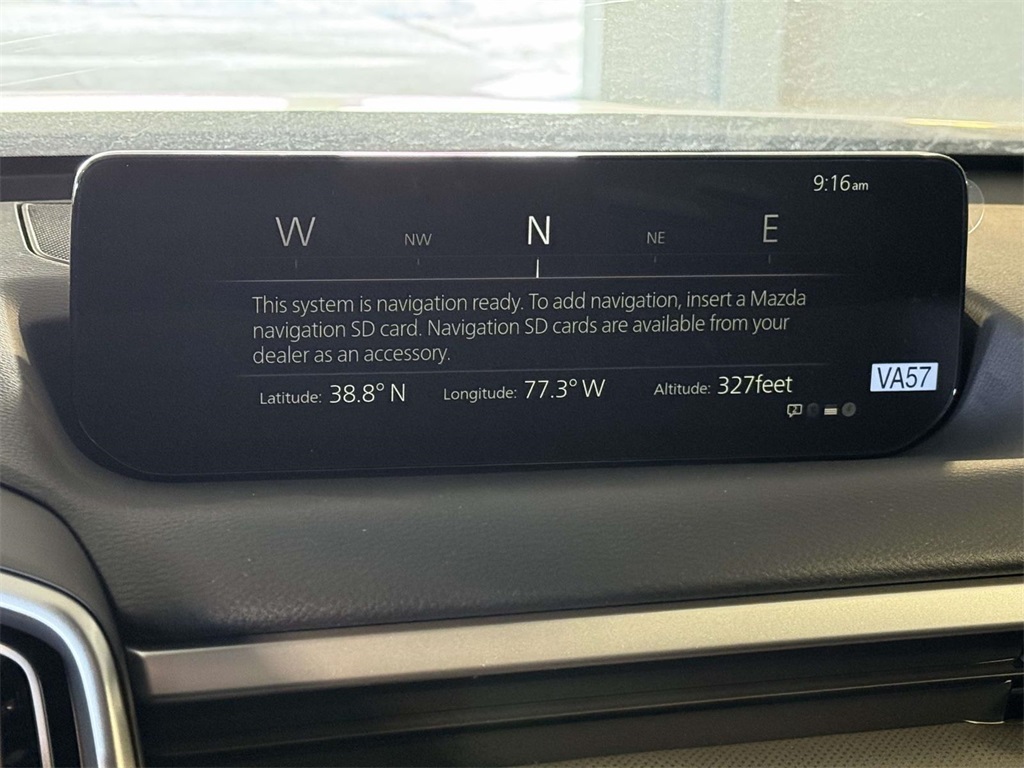 9:16am
W NW N NE E
This system is navigation ready. To add navigation, insert a Mazda
navigation SD card. Navigation SD cards are available from your
dealer as an accessory.
Latitude: 38.8° N Longitude: 77.3° W Altitude: 327feet
VA57